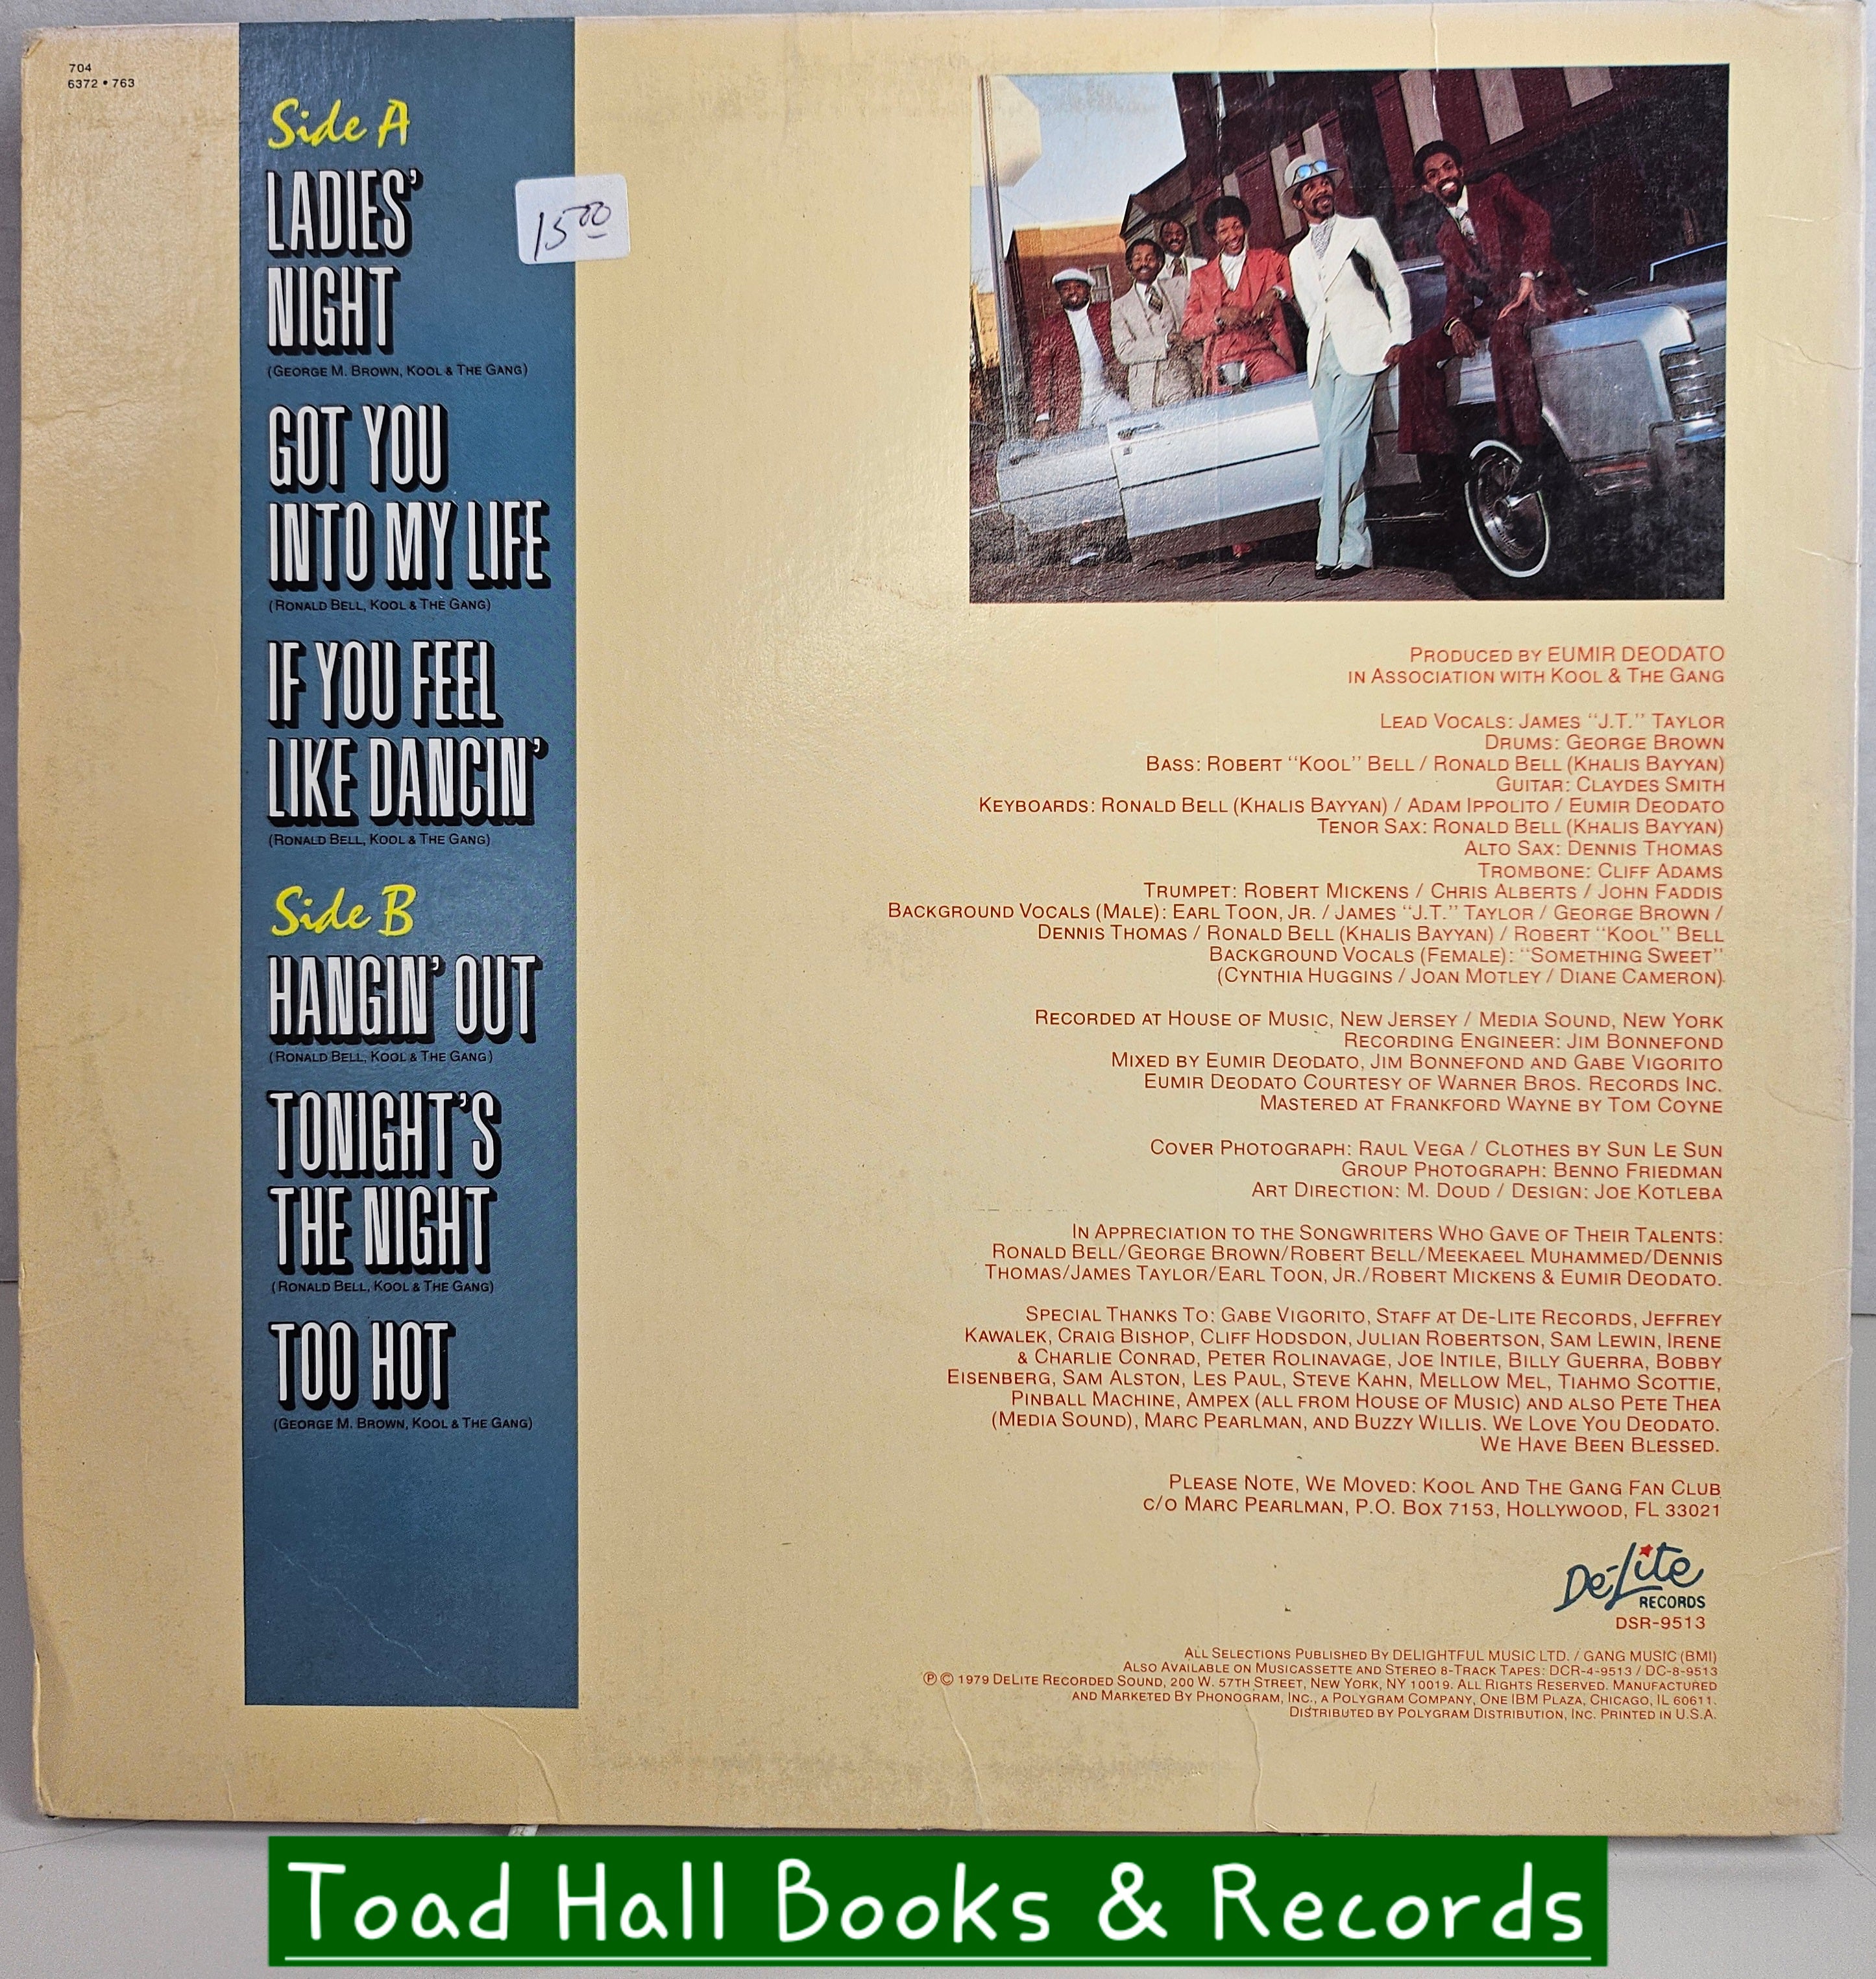 704
6372 • 763
Side A
LADIES'
NIGHT
(GEORGE M. BROWN, KOOL & THE GANG)
15.00
GOT YOU
INTO MY LIFE
(RONALD BELL, KOOL & THE GANG)
IF YOU FEEL
LIKE DANCIN'
(RONALD BELL, KOOL & THE GANG)
Side B
HANGIN' OUT
(RONALD BELL, KOOL & THE GANG)
TONIGHT'S
THE NIGHT
(RONALD BELL, KOOL & THE GANG)
TOO HOT
(GEORGE M. BROWN, KOOL & THE GANG)
PRODUCED BY EUMIR DEODATO
IN ASSOCIATION WITH KOOL & THE GANG
LEAD VOCALS: JAMES "J.T." TAYLOR
DRUMS: GEORGE BROWN
BASS: ROBERT "KOOL" BELL / RONALD BELL (KHALIS BAYYAN)
GUITAR: CLAYDES SMITH
KEYBOARDS: RONALD BELL (KHALIS BAYYAN) / ADAM IPPOLITO / EUMIR DEODATO
TENOR SAX: RONALD BELL (KHALIS BAYYAN)
ALTO SAX: DENNIS THOMAS
TROMBONE: CLIFF ADAMS
TRUMPET: ROBERT MICKENS / CHRIS ALBERTS / JOHN FADDIS
BACKGROUND VOCALS (MALE): EARL TOON, JR. / JAMES "J.T." TAYLOR / GEORGE BROWN /
DENNIS THOMAS / RONALD BELL (KHALIS BAYYAN) / ROBERT "KOOL" BELL
BACKGROUND VOCALS (FEMALE): "SOMETHING SWEET"
(CYNTHIA HUGGINS / JOAN MOTLEY / DIANE CAMERON)
RECORDED AT HOUSE OF MUSIC, NEW JERSEY / MEDIA SOUND, NEW YORK
RECORDING ENGINEER: JIM BONNEFOND
MIXED BY EUMIR DEODATO, JIM BONNEFOND AND GABE VIGORITO
EUMIR DEODATO COURTESY OF WARNER BROS. RECORDS INC.
MASTERED AT FRANKFORD WAYNE BY TOM COYNE
COVER PHOTOGRAPH: RAUL VEGA / CLOTHES BY SUN LE SUN
GROUP PHOTOGRAPH: BENNO FRIEDMAN
ART DIRECTION: M. DOUD / DESIGN: JOE KOTLEBA
IN APPRECIATION TO THE SONGWRITERS WHO GAVE OF THEIR TALENTS:
RONALD BELL/GEORGE BROWN/ROBERT BELL/MEEKAEEL MUHAMMED/DENNIS
THOMAS/JAMES TAYLOR/EARL TOON, JR./ROBERT MICKENS & EUMIR DEODATO.
SPECIAL THANKS TO: GABE VIGORITO, STAFF AT DE-LITE RECORDS, JEFFREY
KAWALEK, CRAIG BISHOP, CLIFF HODSDON, JULIAN ROBERTSON, SAM LEWIN, IRENE
& CHARLIE CONRAD, PETER ROLINAVAGE, JOE INTILE, BILLY GUERRA, BOBBY
EISENBERG, SAM ALSTON, LES PAUL, STEVE KAHN, MELLOW MEL, TIAHMO SCOTTIE,
PINBALL MACHINE, AMPEX (ALL FROM HOUSE OF MUSIC) AND ALSO PETE THEA
(MEDIA SOUND), MARC PEARLMAN, AND BUZZY WILLIS. WE LOVE YOU DEODATO.
WE HAVE BEEN BLESSED.
PLEASE NOTE, WE MOVED: KOOL AND THE GANG FAN CLUB
C/O MARC PEARLMAN, P.O. BOX 7153, HOLLYWOOD, FL 33021
De-Lite
RECORDS
DSR-9513
ALL SELECTIONS PUBLISHED BY DELIGHTFUL MUSIC LTD. / GANG MUSIC (BMI)
ALSO AVAILABLE ON MUSICASSETTE AND STEREO 8-TRACK TAPES: DCR-4-9513 / DC-8-9513
Ⓟ © 1979 DELITE RECORDED SOUND, 200 W. 57TH STREET, NEW YORK, NY 10019. ALL RIGHTS RESERVED. MANUFACTURED
AND MARKETED BY PHONOGRAM, INC., A POLYGRAM COMPANY, ONE IBM PLAZA, CHICAGO, IL 60611.
DISTRIBUTED BY POLYGRAM DISTRIBUTION, INC. PRINTED IN U.S.A.
Toad Hall Books & Records